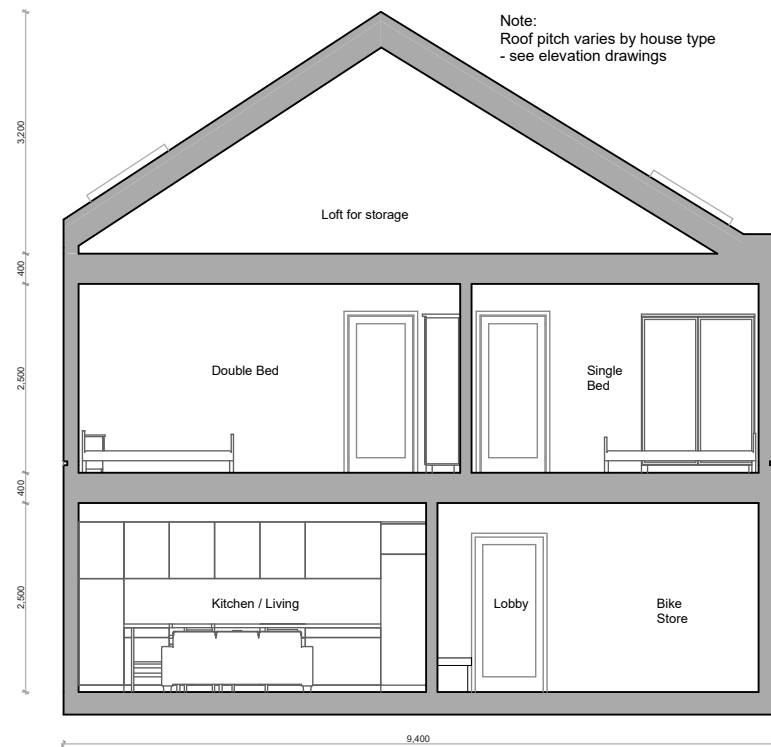 Note:
Roof pitch varies by house type
- see elevation drawings
3,200
Loft for storage
400
2,500
Double Bed
Single
Bed
400
2,500
Kitchen / Living
Lobby
Bike
Store
9,400